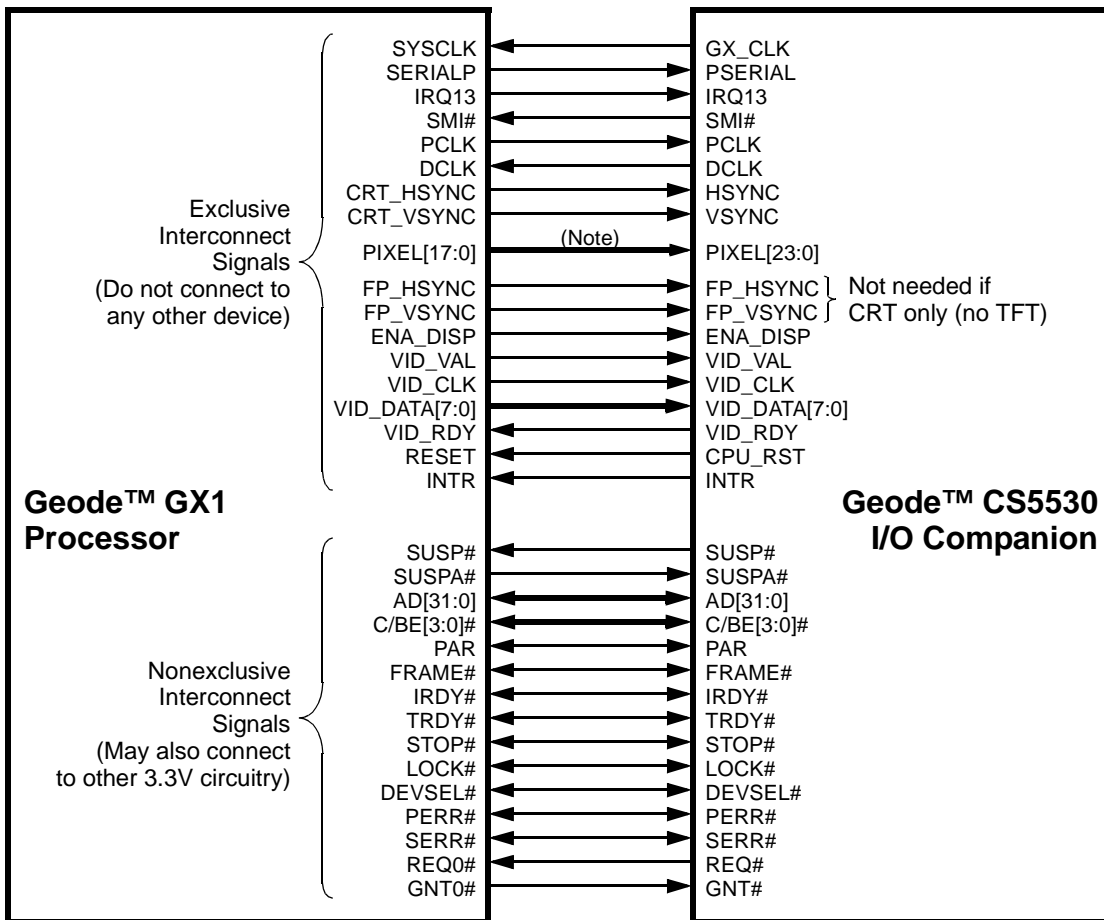 SYSCLK GX_CLK
SERIALP PSERIAL
IRQ13 IRQ13
SMI# SMI#
PCLK PCLK
DCLK DCLK
CRT_HSYNC HSYNC
CRT_VSYNC VSYNC
Exclusive
Interconnect
Signals
(Do not connect to
any other device)
(Note)
PIXEL[17:0] PIXEL[23:0]
FP_HSYNC FP_HSYNC
FP_VSYNC FP_VSYNC
Not needed if
CRT only (no TFT)
ENA_DISP ENA_DISP
VID_VAL VID_VAL
VID_CLK VID_CLK
VID_DATA[7:0] VID_DATA[7:0]
VID_RDY VID_RDY
RESET CPU_RST
INTR INTR
Geode™ GX1
Processor
Geode™ CS5530
I/O Companion
SUSP# SUSP#
SUSPA# SUSPA#
AD[31:0] AD[31:0]
C/BE[3:0]# C/BE[3:0]#
PAR PAR
FRAME# FRAME#
IRDY# IRDY#
TRDY# TRDY#
STOP# STOP#
LOCK# LOCK#
DEVSEL# DEVSEL#
PERR# PERR#
SERR# SERR#
REQ0# REQ#
GNT0# GNT#
Nonexclusive
Interconnect
Signals
(May also connect
to other 3.3V circuitry)